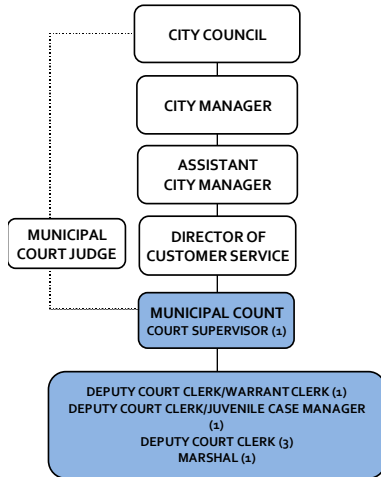 CITY COUNCIL
CITY MANAGER
ASSISTANT
CITY MANAGER
MUNICIPAL
COURT JUDGE
DIRECTOR OF
CUSTOMER SERVICE
MUNICIPAL COUNT
COURT SUPERVISOR (1)
DEPUTY COURT CLERK/WARRANT CLERK (1)
DEPUTY COURT CLERK/JUVENILE CASE MANAGER
(1)
DEPUTY COURT CLERK (3)
MARSHAL (1)